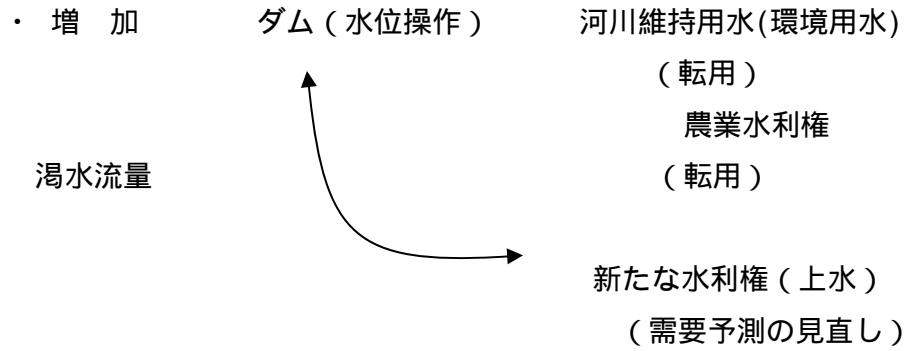 ・ 増 加 ダム（水位操作） 河川維持用水(環境用水)
（転用）
農業水利権
渇水流量 （転用）
新たな水利権（上水）
（需要予測の見直し）